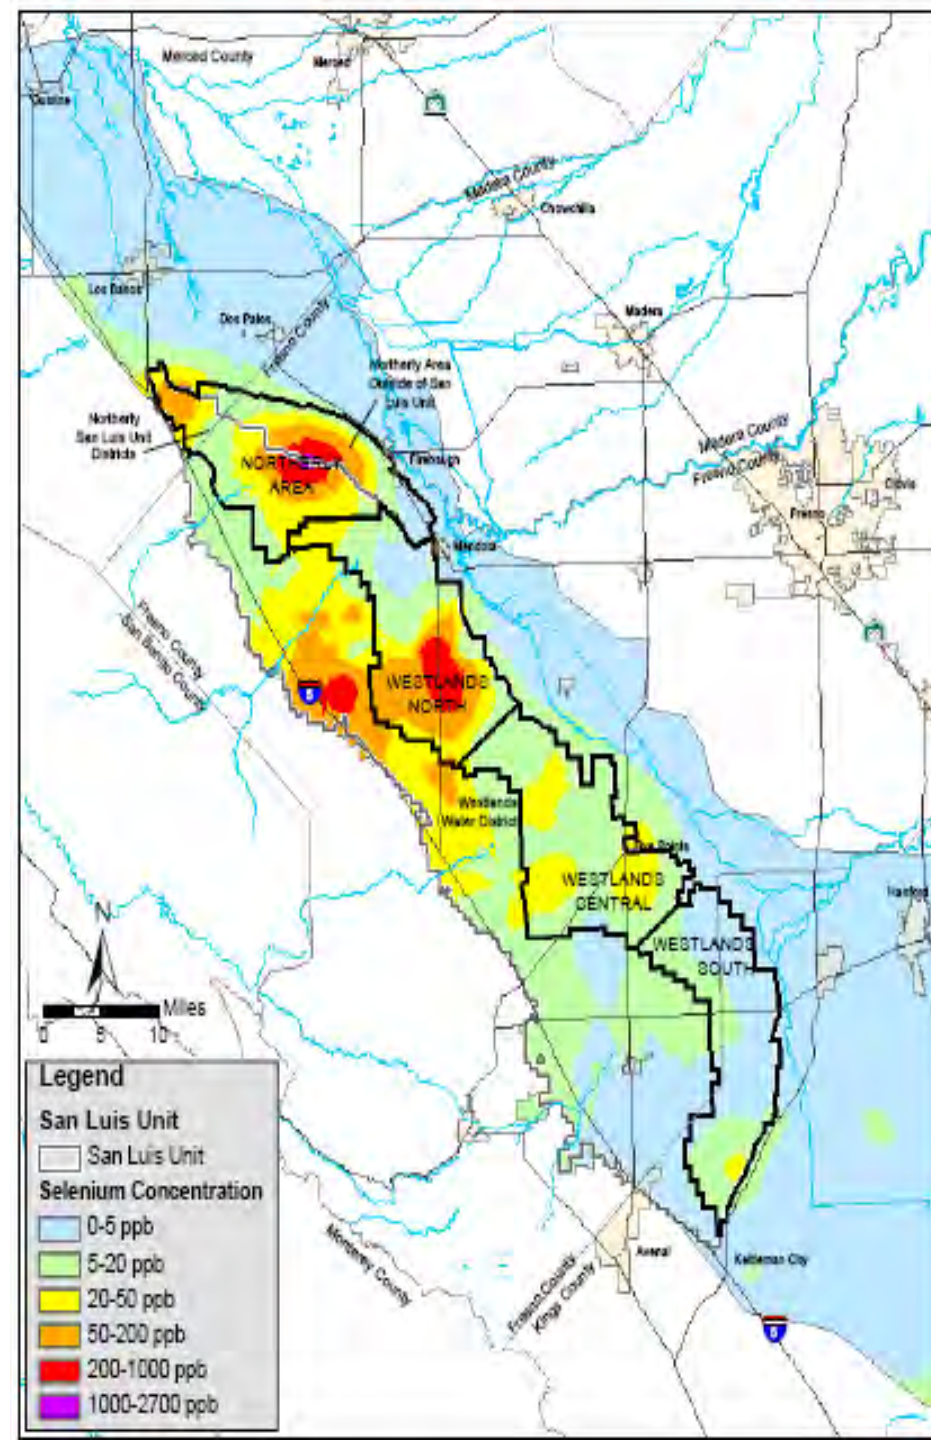 Merced County
Merced
Gustine
Madera County
Chowchilla
Los Banos
Dos Palos
Fresno County
Madera
Northerly Area
Outside of San
Luis Unit
Northerly
San Luis Unit
Districts
Firebaugh
NORTHERLY
AREA
Madera County
Fresno County
Clovis
Fresno
Mendota
Fresno County
San Benito County
5
WESTLANDS
NORTH
Westlands
Water District
WESTLANDS
CENTRAL
Hanford
WESTLANDS
SOUTH
N
Miles
0 5 10
Legend
San Luis Unit
San Luis Unit
Selenium Concentration
0-5 ppb
5-20 ppb
20-50 ppb
50-200 ppb
200-1000 ppb
1000-2700 ppb
Monterey County
Fresno County
Kings County
Avenal
Kettleman City
5